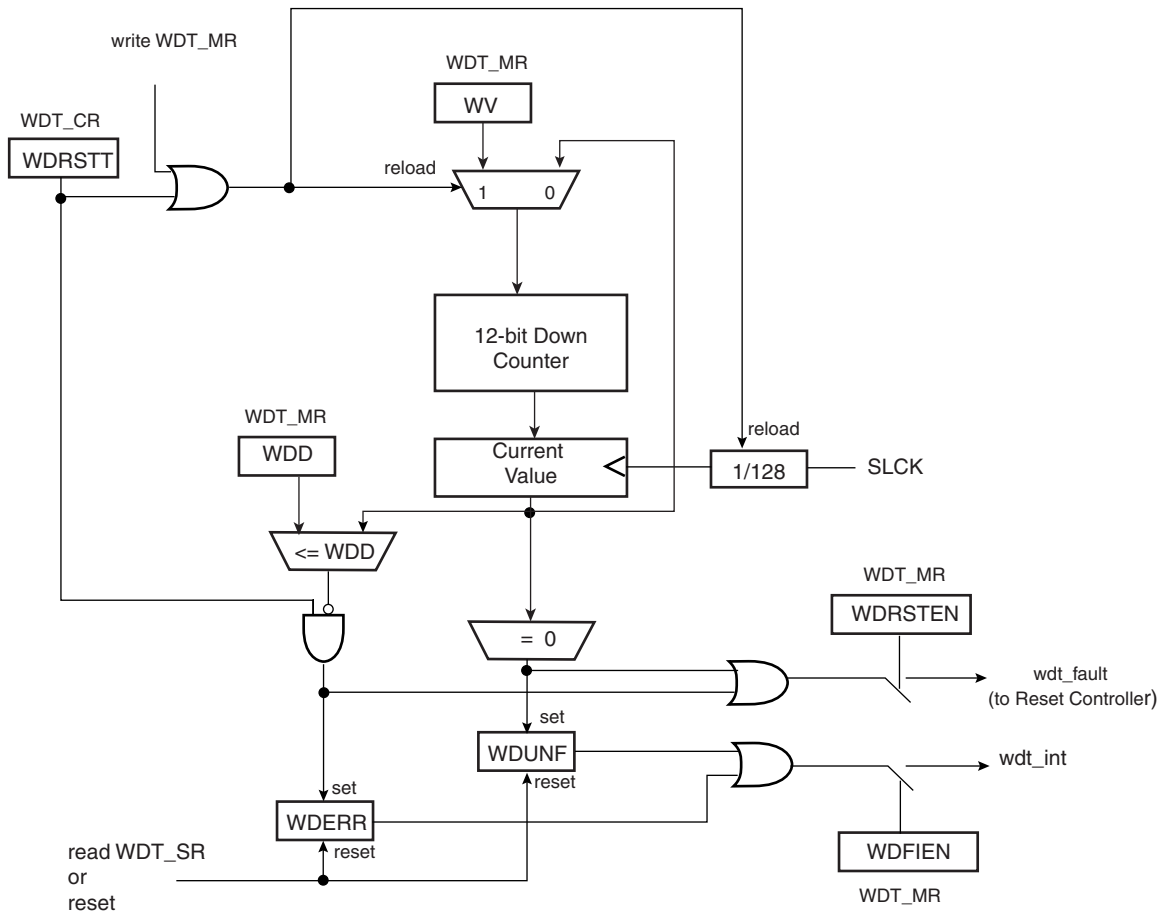 write WDT_MR
WDT_MR
WV
WDT_CR
WDRSTT
reload
1 0
12-bit Down
Counter
WDT_MR
WDD
Current
Value
reload
1/128
SLCK
<= WDD
= 0
WDT_MR
WDRSTEN
wdt_fault
(to Reset Controller)
set
WDUNF
reset
wdt_int
set
WDERR
reset
read WDT_SR
or
reset
WDFIEN
WDT_MR